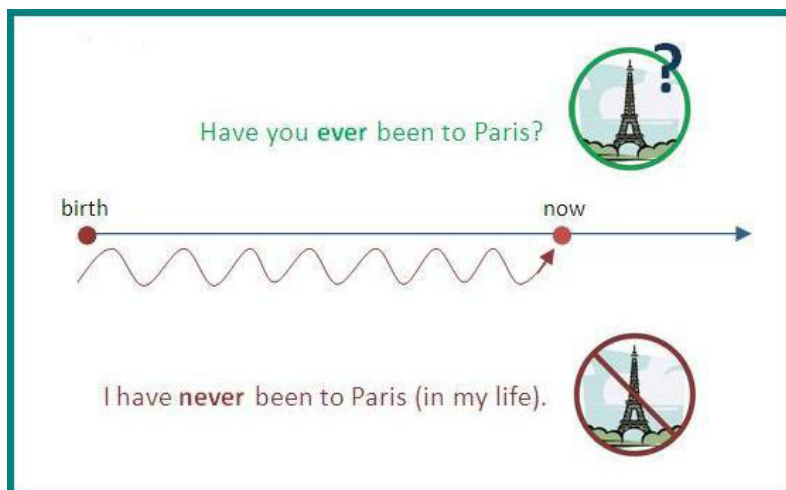 ?
Have you ever been to Paris?
birth
now
I have never been to Paris (in my life).